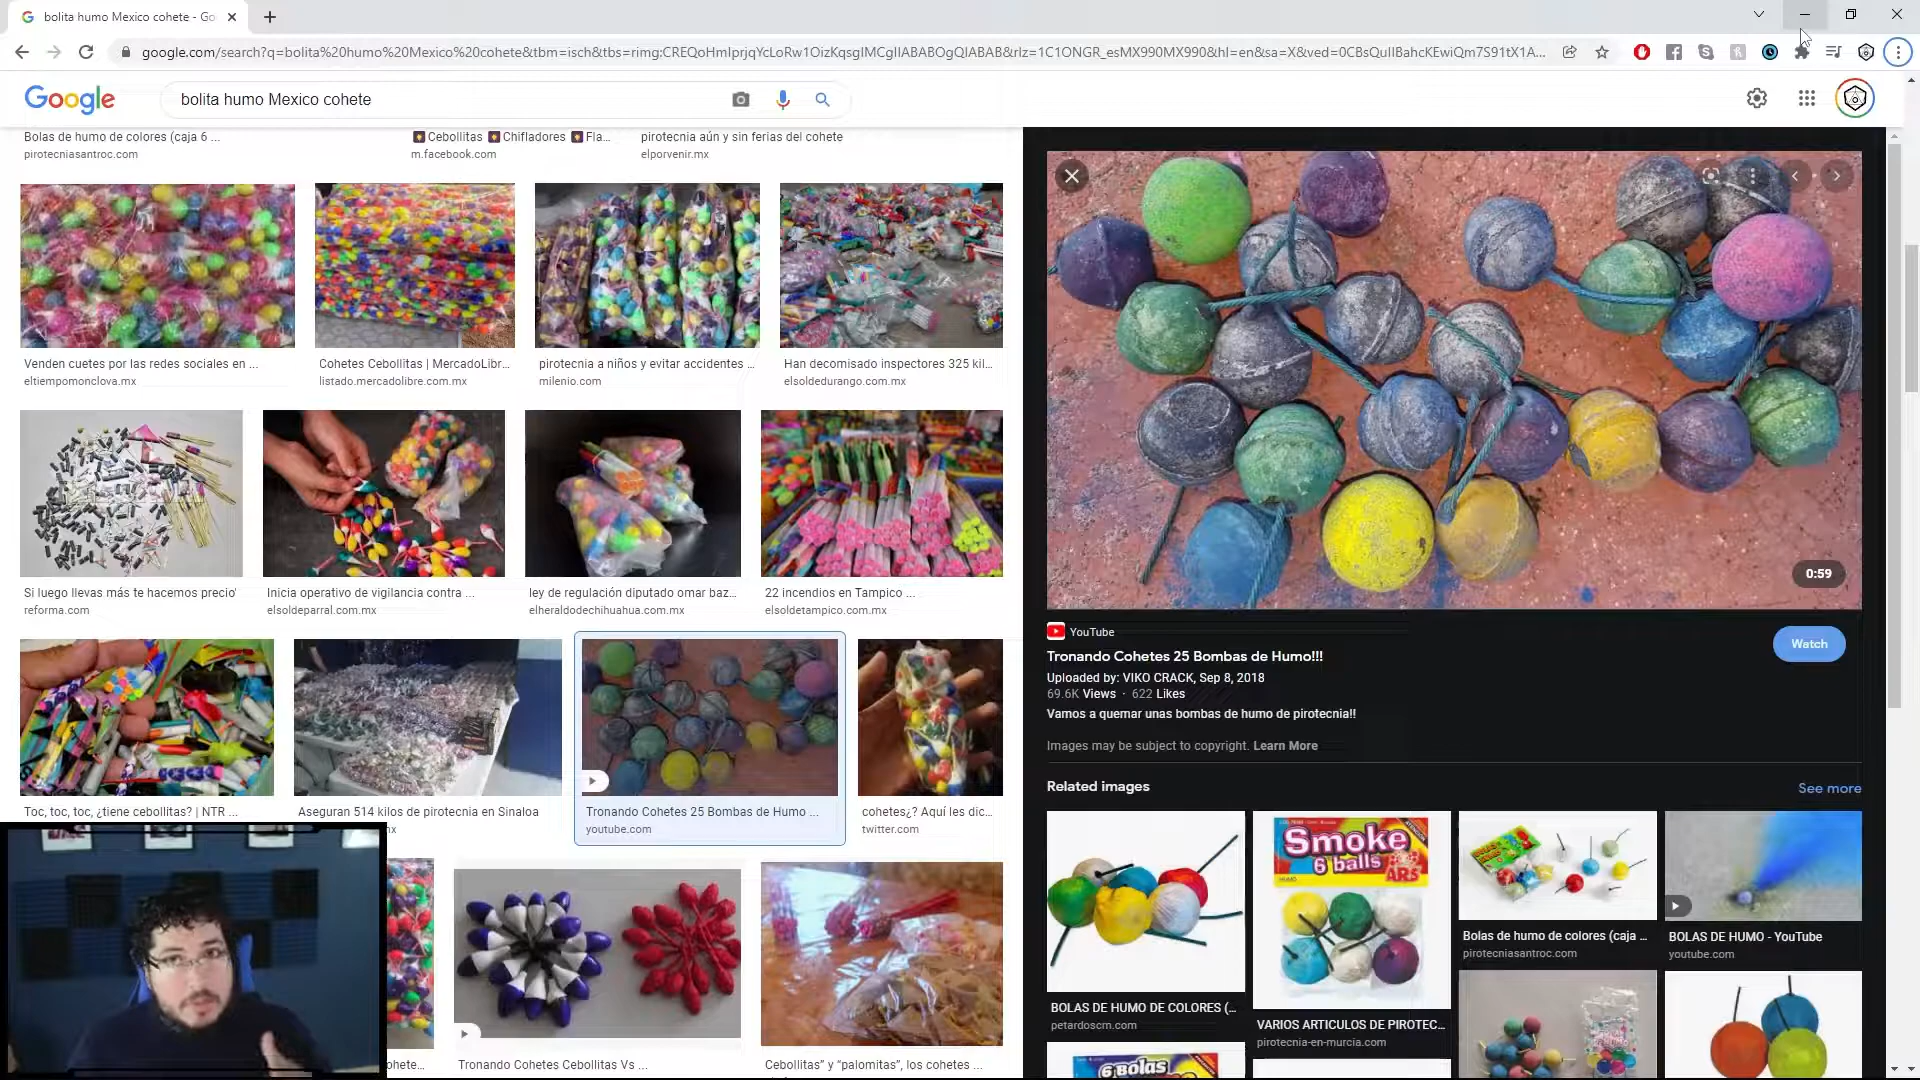 bolita humo Mexico cohete - Go
google.com/search?q=bolita%20humo%20Mexico%20cohete&tbm=isch&tbs=rimg:CREQoHmIprjqYcLoRw1OizKqsgIMCgIIABABOgQIABAB&rlz=1C1ONGR_esMX990MX990&hl=en&sa=X&ved=0CBsQuIIBahcKEwiQm7S91tX1A...
Google
bolita humo Mexico cohete
Bolas de humo de colores (caja 6 ...
pirotecniasantroc.com
Cebollitas Chifladores Fla...
m.facebook.com
pirotecnia aún y sin ferias del cohete
elporvenir.mx
Venden cuetes por las redes sociales en ...
eltiempomonclova.mx
Cohetes Cebollitas | MercadoLibr...
listado.mercadolibre.com.mx
pirotecnia a niños y evitar accidentes ...
milenio.com
Han decomisado inspectores 325 kil...
elsoldedurango.com.mx
Si luego llevas más te hacemos precio'
reforma.com
Inicia operativo de vigilancia contra ...
elsoldeparral.com.mx
ley de regulación diputado omar baz...
elheraldodechihuahua.com.mx
22 incendios en Tampico ...
elsoldetampico.com.mx
Toc, toc, toc, ¿tiene cebollitas? | NTR ...
Aseguran 514 kilos de pirotecnia en Sinaloa
mx
Tronando Cohetes 25 Bombas de Humo ...
youtube.com
cohetes¿? Aquí les dic...
twitter.com
ohete...
Tronando Cohetes Cebollitas Vs ...
Cebollitas” y “palomitas”, los cohetes ...
0:59
YouTube
Tronando Cohetes 25 Bombas de Humo!!!
Watch
Uploaded by: VIKO CRACK, Sep 8, 2018
69.6K Views · 622 Likes
Vamos a quemar unas bombas de humo de pirotecnia!!
Images may be subject to copyright. Learn More
Related images
See more
Smoke
6 balls
HUMO
ARS
BOLAS DE HUMO DE COLORES (...
petardoscm.com
VARIOS ARTICULOS DE PIROTEC...
pirotecnia-en-murcia.com
Bolas de humo de colores (caja ...
pirotecniasantroc.com
BOLAS DE HUMO - YouTube
youtube.com
6 Bolas